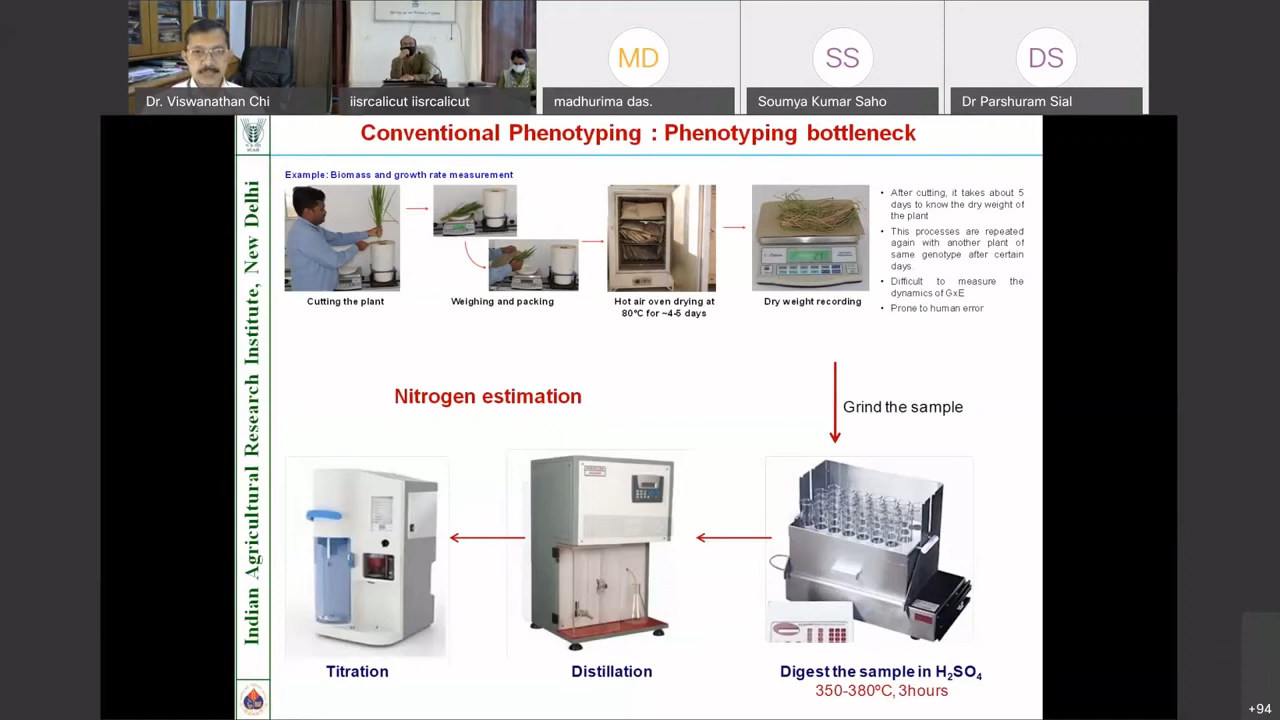 MD
SS
DS
Dr. Viswanathan Chi
iisrcalicut iisrcalicut
madhurima das.
Soumya Kumar Saho
Dr Parshuram Sial
Conventional Phenotyping : Phenotyping bottleneck
Indian Agricultural Research Institute, New Delhi
Example: Biomass and growth rate measurement
Cutting the plant
Weighing and packing
Hot air oven drying at
80°C for ~4-5 days
Dry weight recording
• After cutting, it takes about 5
days to know the dry weight of
the plant
• This processes are repeated
again with another plant of
same genotype after certain
days
• Difficult to measure the
dynamics of GxE
• Prone to human error
Nitrogen estimation
Grind the sample
Titration
Distillation
Digest the sample in H₂SO₄
350-380ºC, 3hours
+94